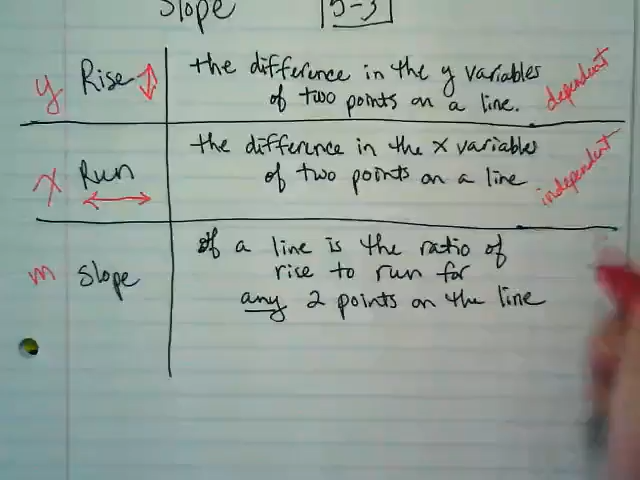 Slope 5-3
y Rise the difference in the y variables
of two points on a line. dependent
x Run the difference in the x variables
of two points on a line independent
m Slope of a line is the ratio of
rise to run for
any 2 points on the line